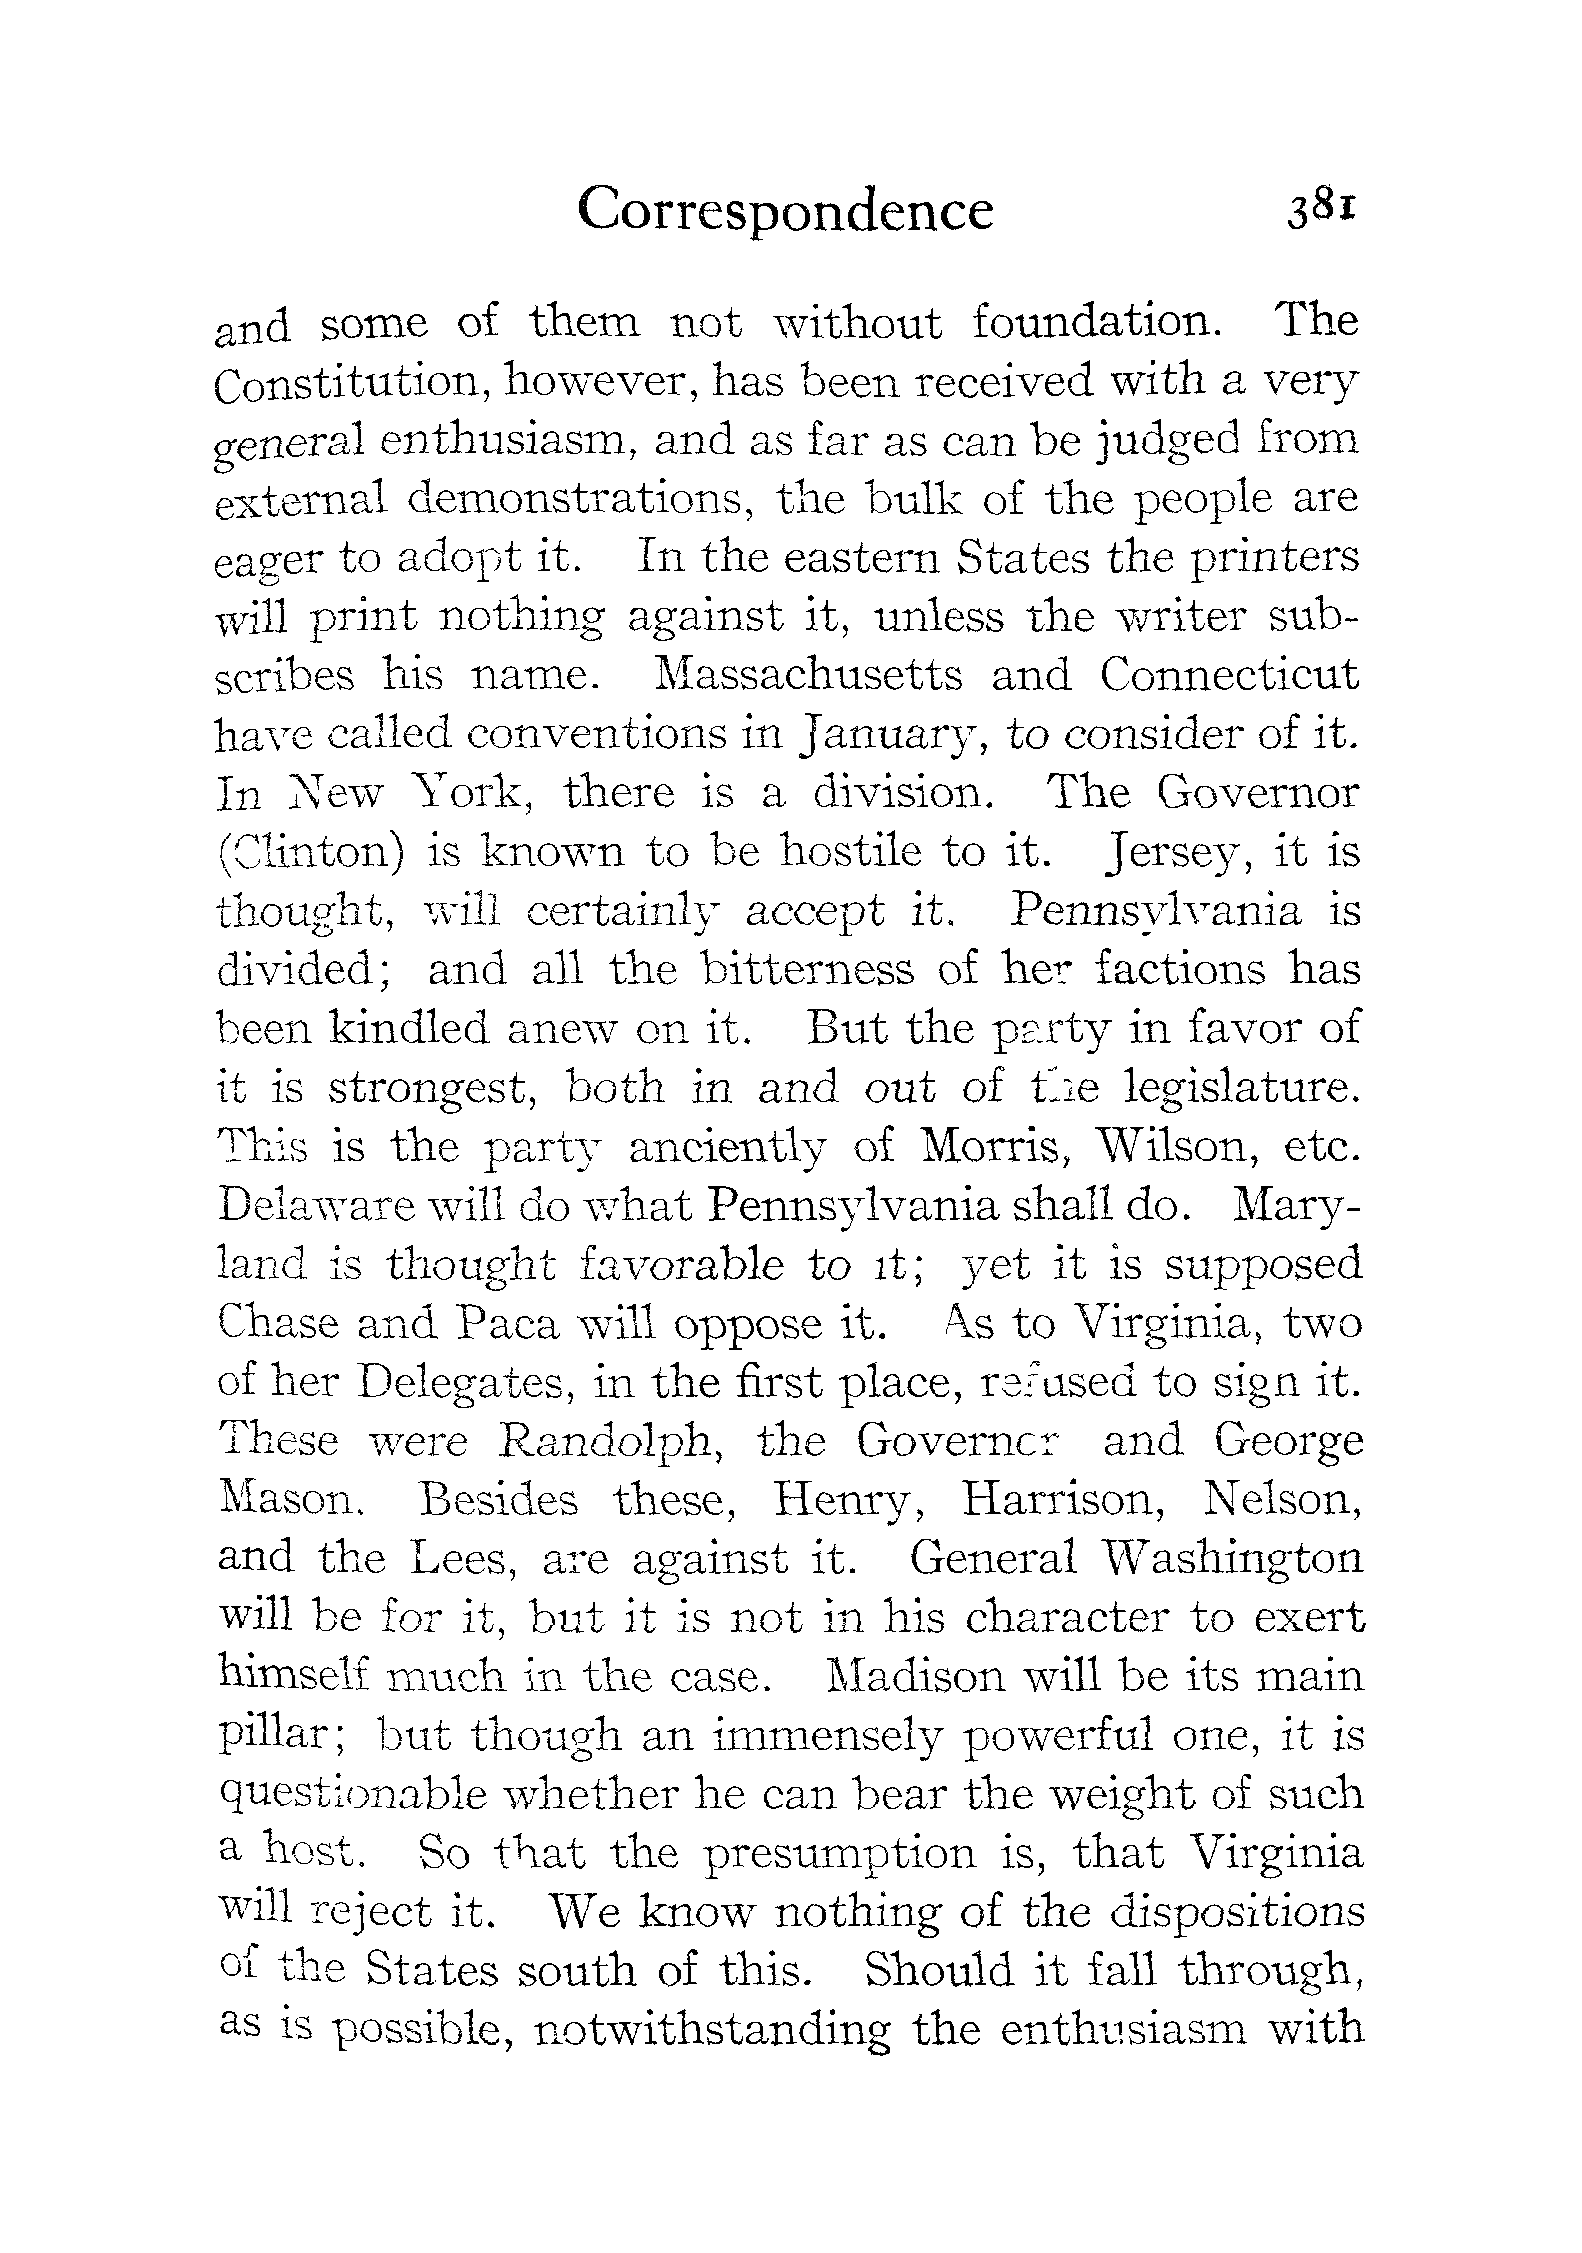 Correspondence 381
and some of them not without foundation. The
Constitution, however, has been received with a very
general enthusiasm, and as far as can be judged from
external demonstrations, the bulk of the people are
eager to adopt it. In the eastern States the printers
will print nothing against it, unless the writer sub-
scribes his name. Massachusetts and Connecticut
have called conventions in January, to consider of it.
In New York, there is a division. The Governor
(Clinton) is known to be hostile to it. Jersey, it is
thought, will certainly accept it. Pennsylvania is
divided; and all the bitterness of her factions has
been kindled anew on it. But the party in favor of
it is strongest, both in and out of the legislature.
This is the party anciently of Morris, Wilson, etc.
Delaware will do what Pennsylvania shall do. Mary-
land is thought favorable to it; yet it is supposed
Chase and Paca will oppose it. As to Virginia, two
of her Delegates, in the first place, refused to sign it.
These were Randolph, the Governor and George
Mason. Besides these, Henry, Harrison, Nelson,
and the Lees, are against it. General Washington
will be for it, but it is not in his character to exert
himself much in the case. Madison will be its main
pillar; but though an immensely powerful one, it is
questionable whether he can bear the weight of such
a host. So that the presumption is, that Virginia
will reject it. We know nothing of the dispositions
of the States south of this. Should it fall through,
as is possible, notwithstanding the enthusiasm with